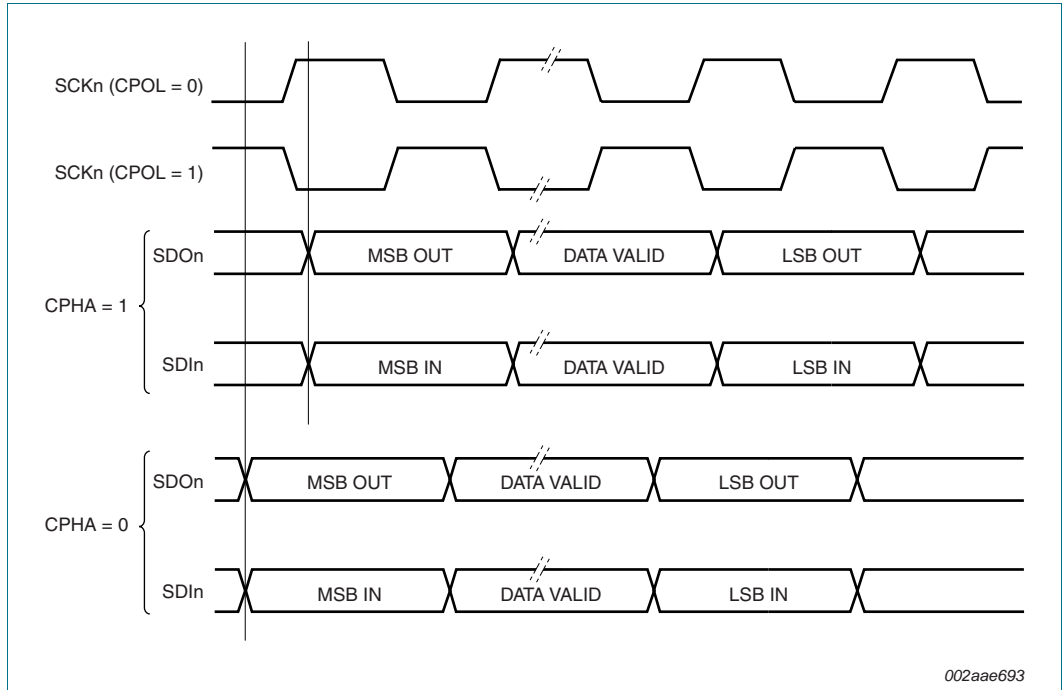 SCKn (CPOL = 0)
SCKn (CPOL = 1)
CPHA = 1
SDOn
MSB OUT
DATA VALID
LSB OUT
SDIn
MSB IN
DATA VALID
LSB IN
CPHA = 0
SDOn
MSB OUT
DATA VALID
LSB OUT
SDIn
MSB IN
DATA VALID
LSB IN
002aae693